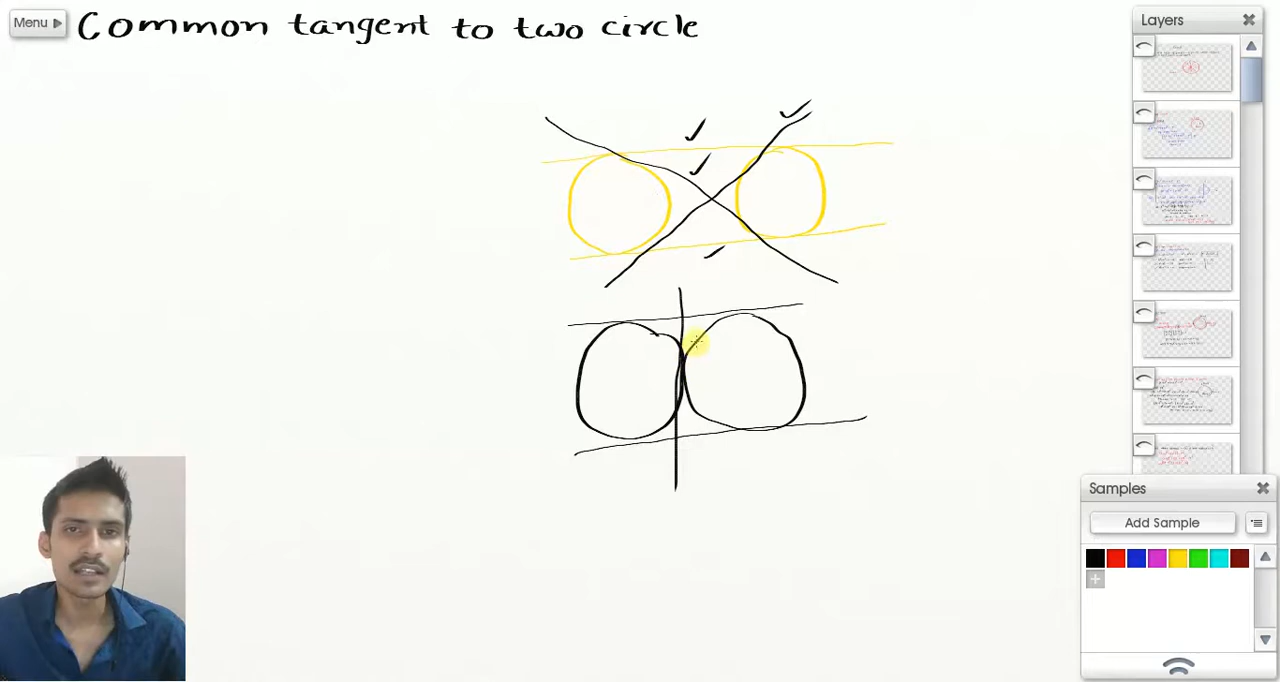 Menu
Common tangent to two circle
Layers
Samples
Add Sample